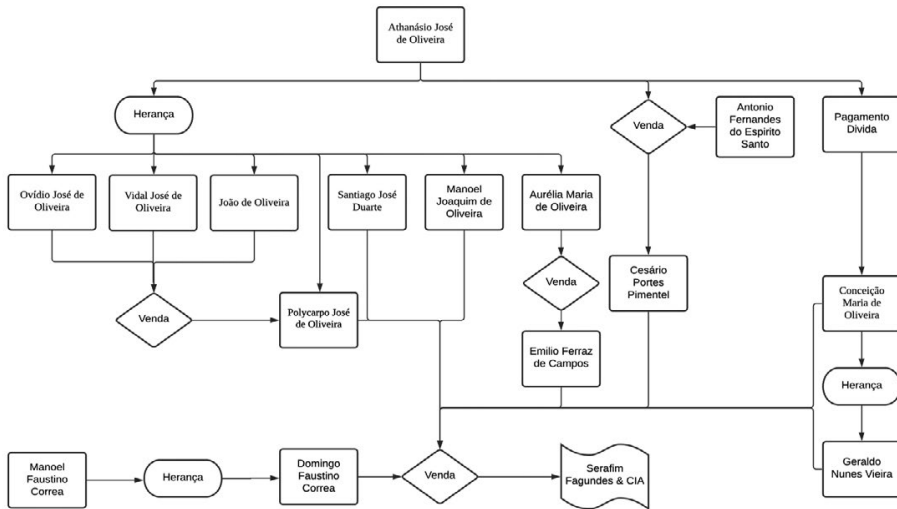 Athanásio José
de Oliveira
Herança
Venda
Antonio
Fernandes
do Espirito
Santo
Pagamento
Divida
Ovídio José de
Oliveira
Vidal José de
Oliveira
João de Oliveira
Santiago José
Duarte
Manoel
Joaquim de
Oliveira
Aurélia Maria
de Oliveira
Venda
Polycarpo José
de Oliveira
Venda
Cesário
Portes
Pimentel
Conceição
Maria de
Oliveira
Emilio Ferraz
de Campos
Herança
Manoel
Faustino
Correa
Herança
Domingo
Faustino
Correa
Venda
Serafim
Fagundes & CIA
Geraldo
Nunes Vieira